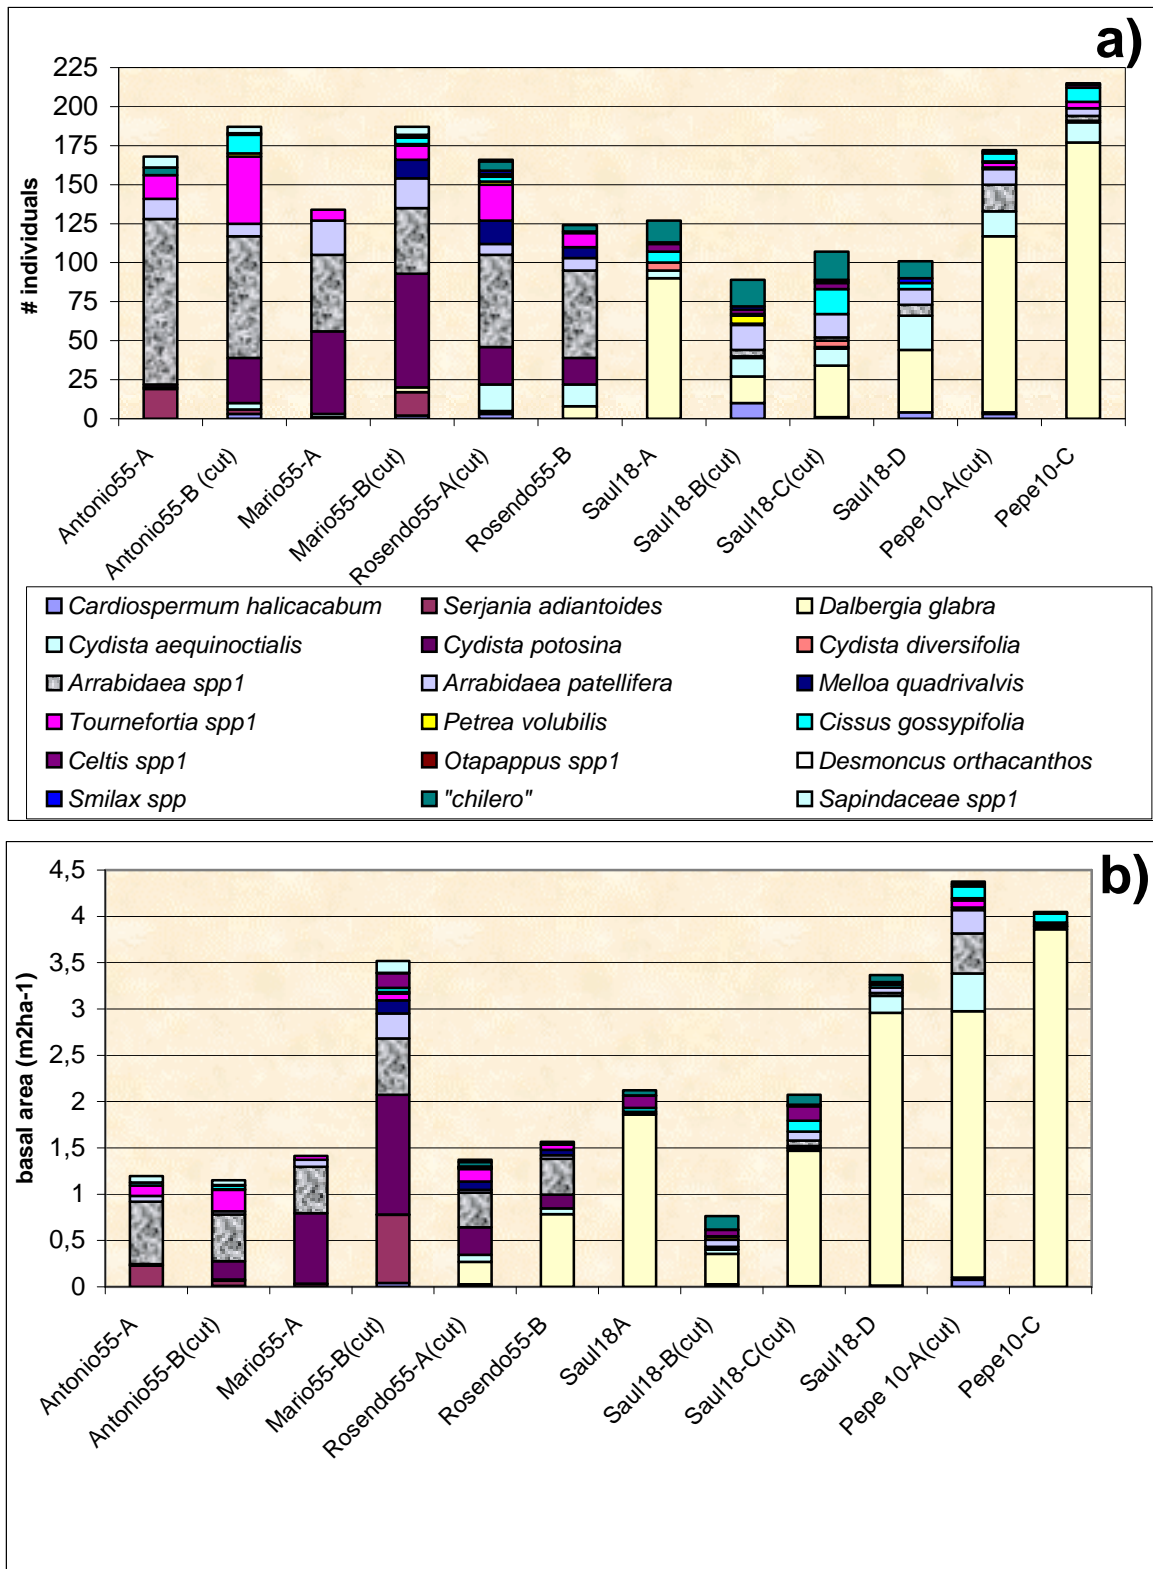 a)
225
200
175
150
125
100
75
50
25
0
# individuals
Antonio55-A
Antonio55-B (cut)
Mario55-A
Mario55-B(cut)
Rosendo55-A(cut)
Rosendo55-B
Saul18-A
Saul18-B(cut)
Saul18-C(cut)
Saul18-D
Pepe10-A(cut)
Pepe10-C
Cardiospermum halicacabum Serjania adiantoides Dalbergia glabra
Cydista aequinoctialis Cydista potosina Cydista diversifolia
Arrabidaea spp1 Arrabidaea patellifera Melloa quadrivalvis
Tournefortia spp1 Petrea volubilis Cissus gossypifolia
Celtis spp1 Otapappus spp1 Desmoncus orthacanthos
Smilax spp "chilero" Sapindaceae spp1
b)
4,5
4
3,5
3
2,5
2
1,5
1
0,5
0
basal area (m2ha-1)
Antonio55-A
Antonio55-B(cut)
Mario55-A
Mario55-B(cut)
Rosendo55-A(cut)
Rosendo55-B
Saul18A
Saul18-B(cut)
Saul18-C(cut)
Saul18-D
Pepe 10-A(cut)
Pepe10-C